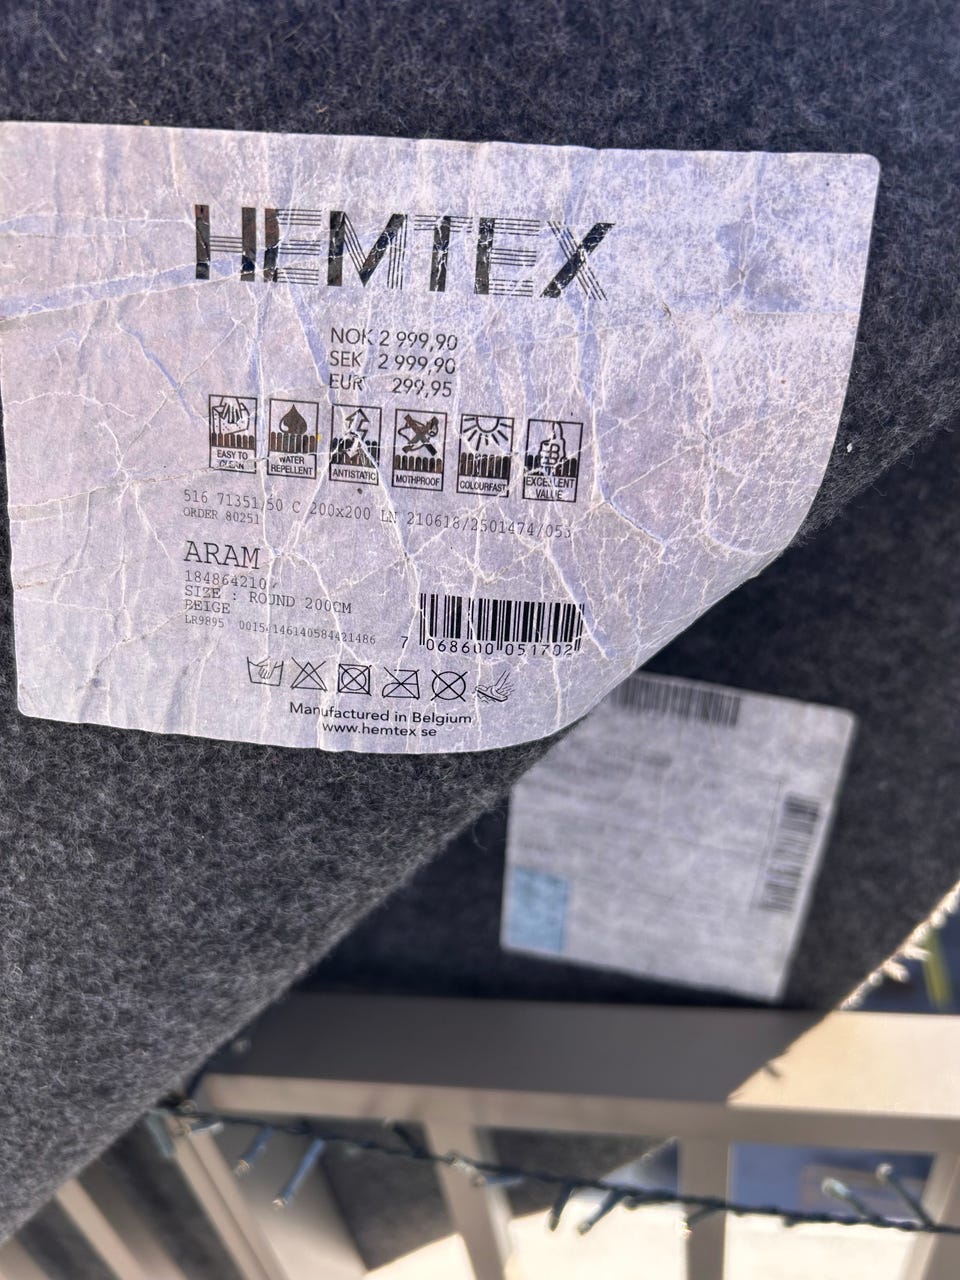 HEMTEX
NOK 2 999,90
SEK 2 999,90
EUR 299,95
EASY TO CLEAN
WATER REPELLENT
ANTISTATIC
MOTHPROOF
COLOURFAST
EXCELLENT VALUE
516 71351/50 C 200x200 LN 210618/2501474/053
ORDER 80251
ARAM
184864210
SIZE : ROUND 200CM
BEIGE
LR9895
7 068600 051702
Manufactured in Belgium
www.hemtex.se